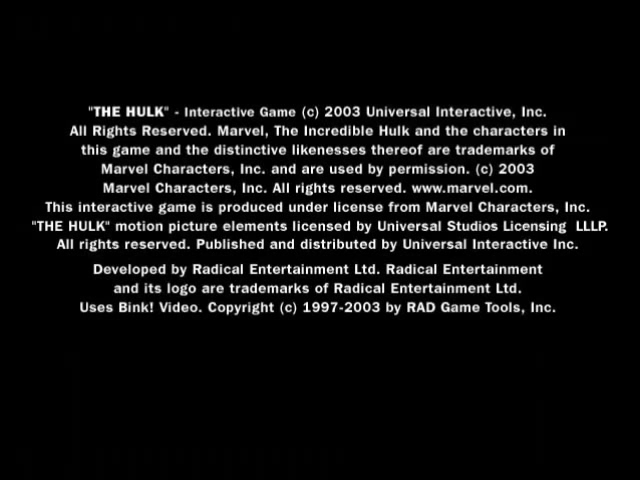 "THE HULK" - Interactive Game (c) 2003 Universal Interactive, Inc.
All Rights Reserved. Marvel, The Incredible Hulk and the characters in
this game and the distinctive likenesses thereof are trademarks of
Marvel Characters, Inc. and are used by permission. (c) 2003
Marvel Characters, Inc. All rights reserved. www.marvel.com.
This interactive game is produced under license from Marvel Characters, Inc.
"THE HULK" motion picture elements licensed by Universal Studios Licensing LLLP.
All rights reserved. Published and distributed by Universal Interactive Inc.
Developed by Radical Entertainment Ltd. Radical Entertainment
and its logo are trademarks of Radical Entertainment Ltd.
Uses Bink! Video. Copyright (c) 1997-2003 by RAD Game Tools, Inc.